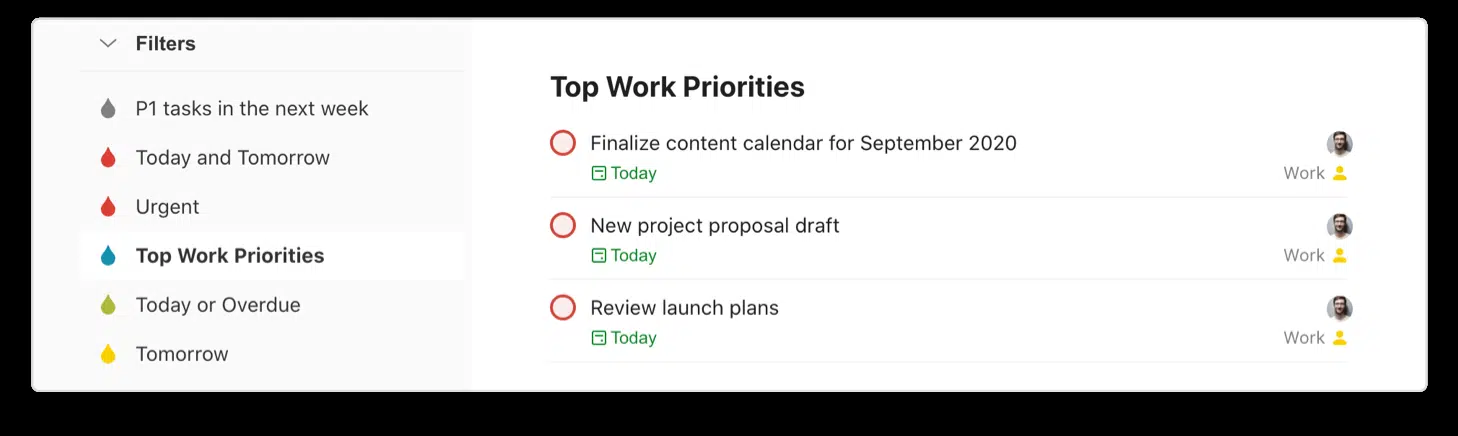 Filters
P1 tasks in the next week
Today and Tomorrow
Urgent
Top Work Priorities
Today or Overdue
Tomorrow
Top Work Priorities
Finalize content calendar for September 2020
Today
Work
New project proposal draft
Today
Work
Review launch plans
Today
Work